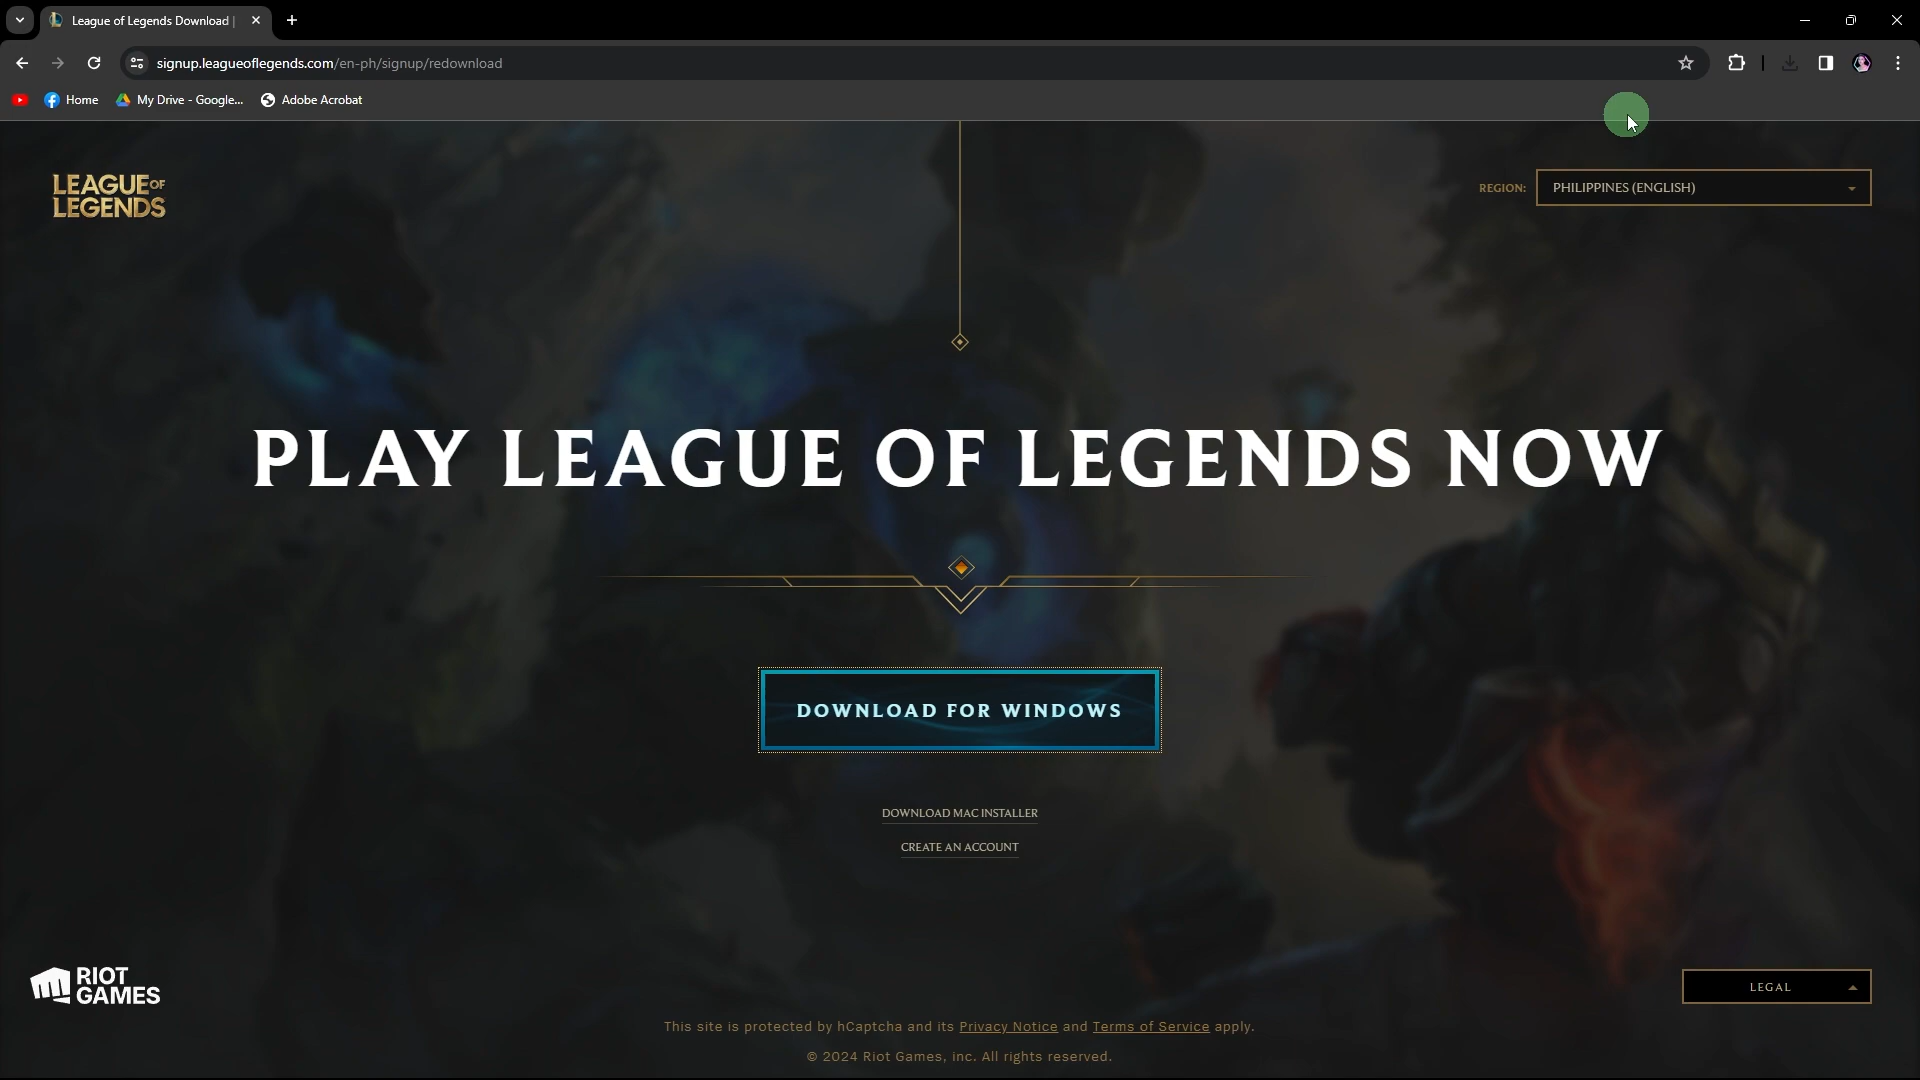 League of Legends Download |
signup.leagueoflegends.com/en-ph/signup/redownload
Home
My Drive - Google...
Adobe Acrobat
LEAGUE OF
LEGENDS
REGION:
PHILIPPINES (ENGLISH)
PLAY LEAGUE OF LEGENDS NOW
DOWNLOAD FOR WINDOWS
DOWNLOAD MAC INSTALLER
CREATE AN ACCOUNT
RIOT
GAMES
LEGAL
This site is protected by hCaptcha and its Privacy Notice and Terms of Service apply.
© 2024 Riot Games, inc. All rights reserved.